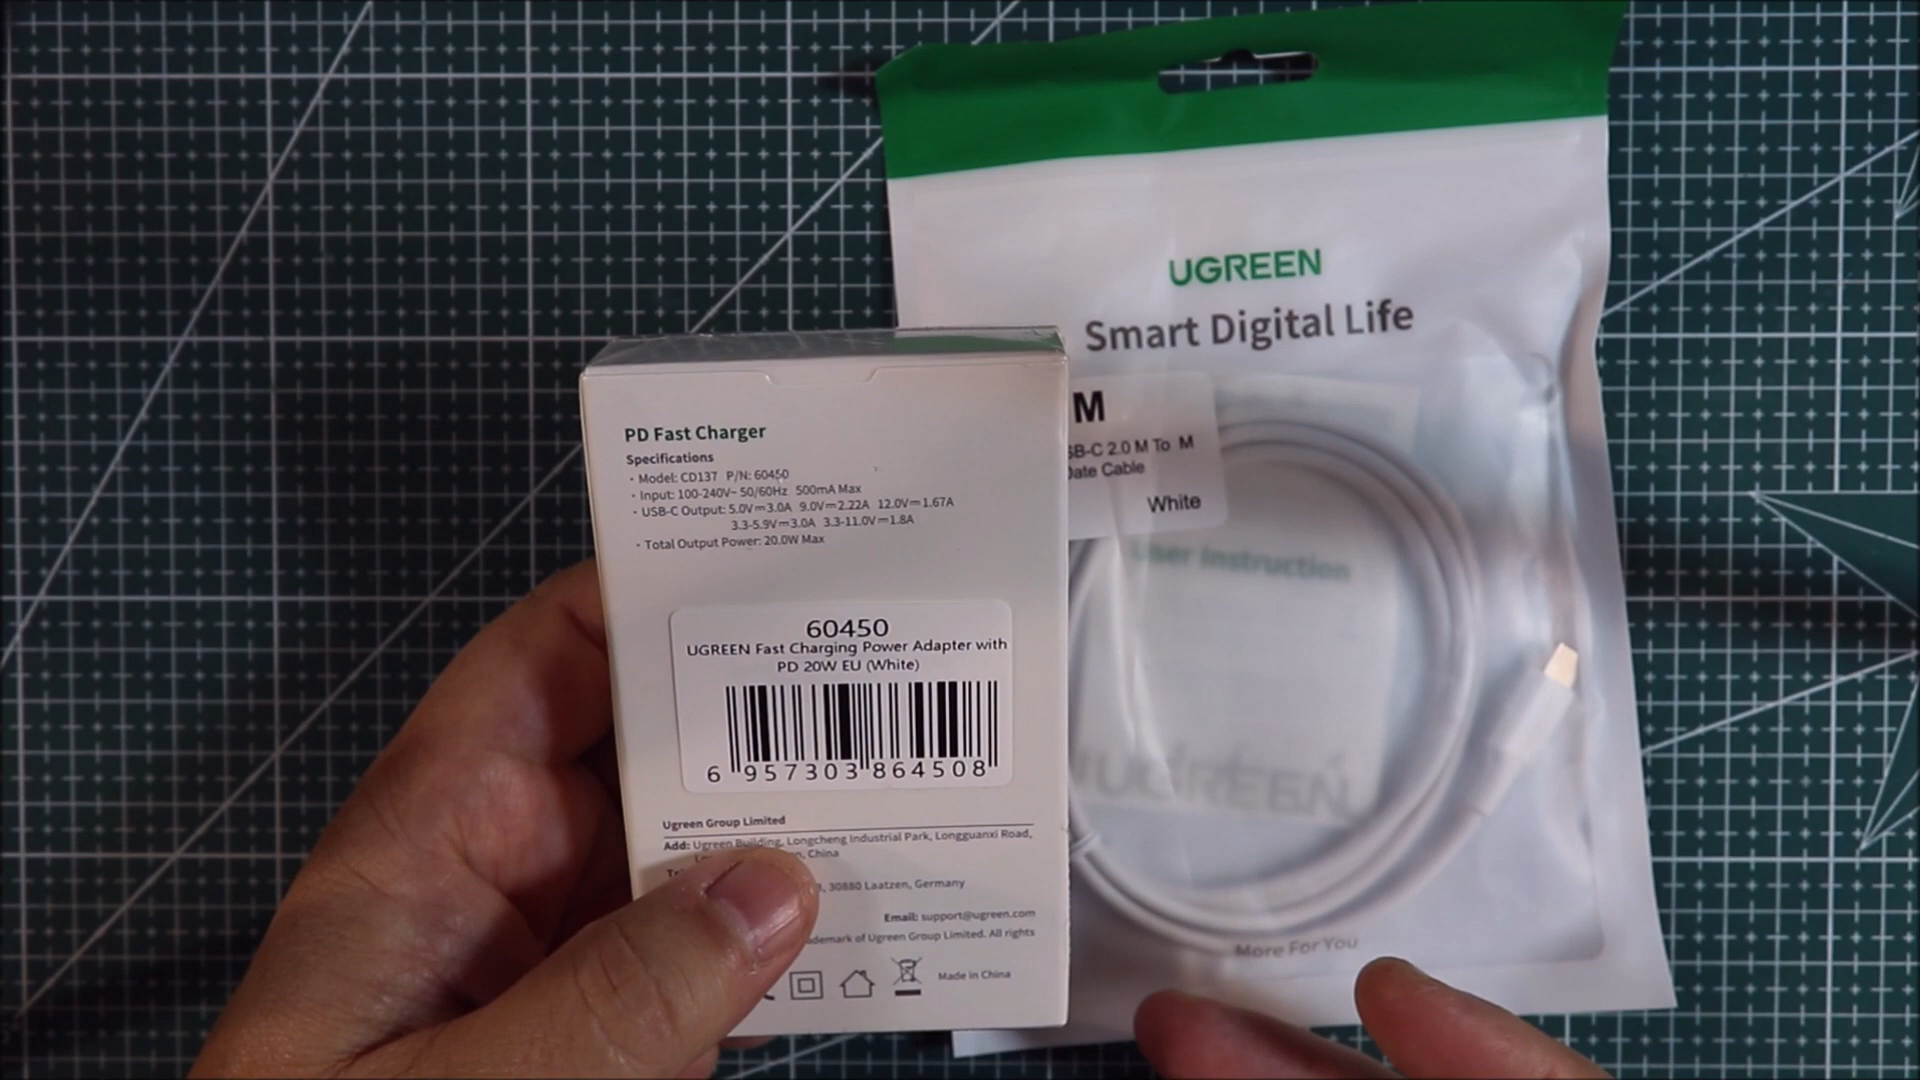 PD Fast Charger
Specifications
· Model: CD137 P/N: 60450
· Input: 100-240V~ 50/60Hz 500mA Max
· USB-C Output: 5.0V⎓3.0A 9.0V⎓2.22A 12.0V⎓1.67A
3.3-5.9V⎓3.0A 3.3-11.0V⎓1.8A
· Total Output Power: 20.0W Max
60450
UGREEN Fast Charging Power Adapter with
PD 20W EU (White)
6 957303 864508
Ugreen Group Limited
Add: Ugreen Building, Longcheng Industrial Park, Longguanxi Road,
China
30880 Laatzen, Germany
Email: support@ugreen.com
of Ugreen Group Limited. All rights
Made in China
UGREEN
Smart Digital Life
M
SB-C 2.0 M To M
Date Cable
White
User Instruction
UGREEN
More For You